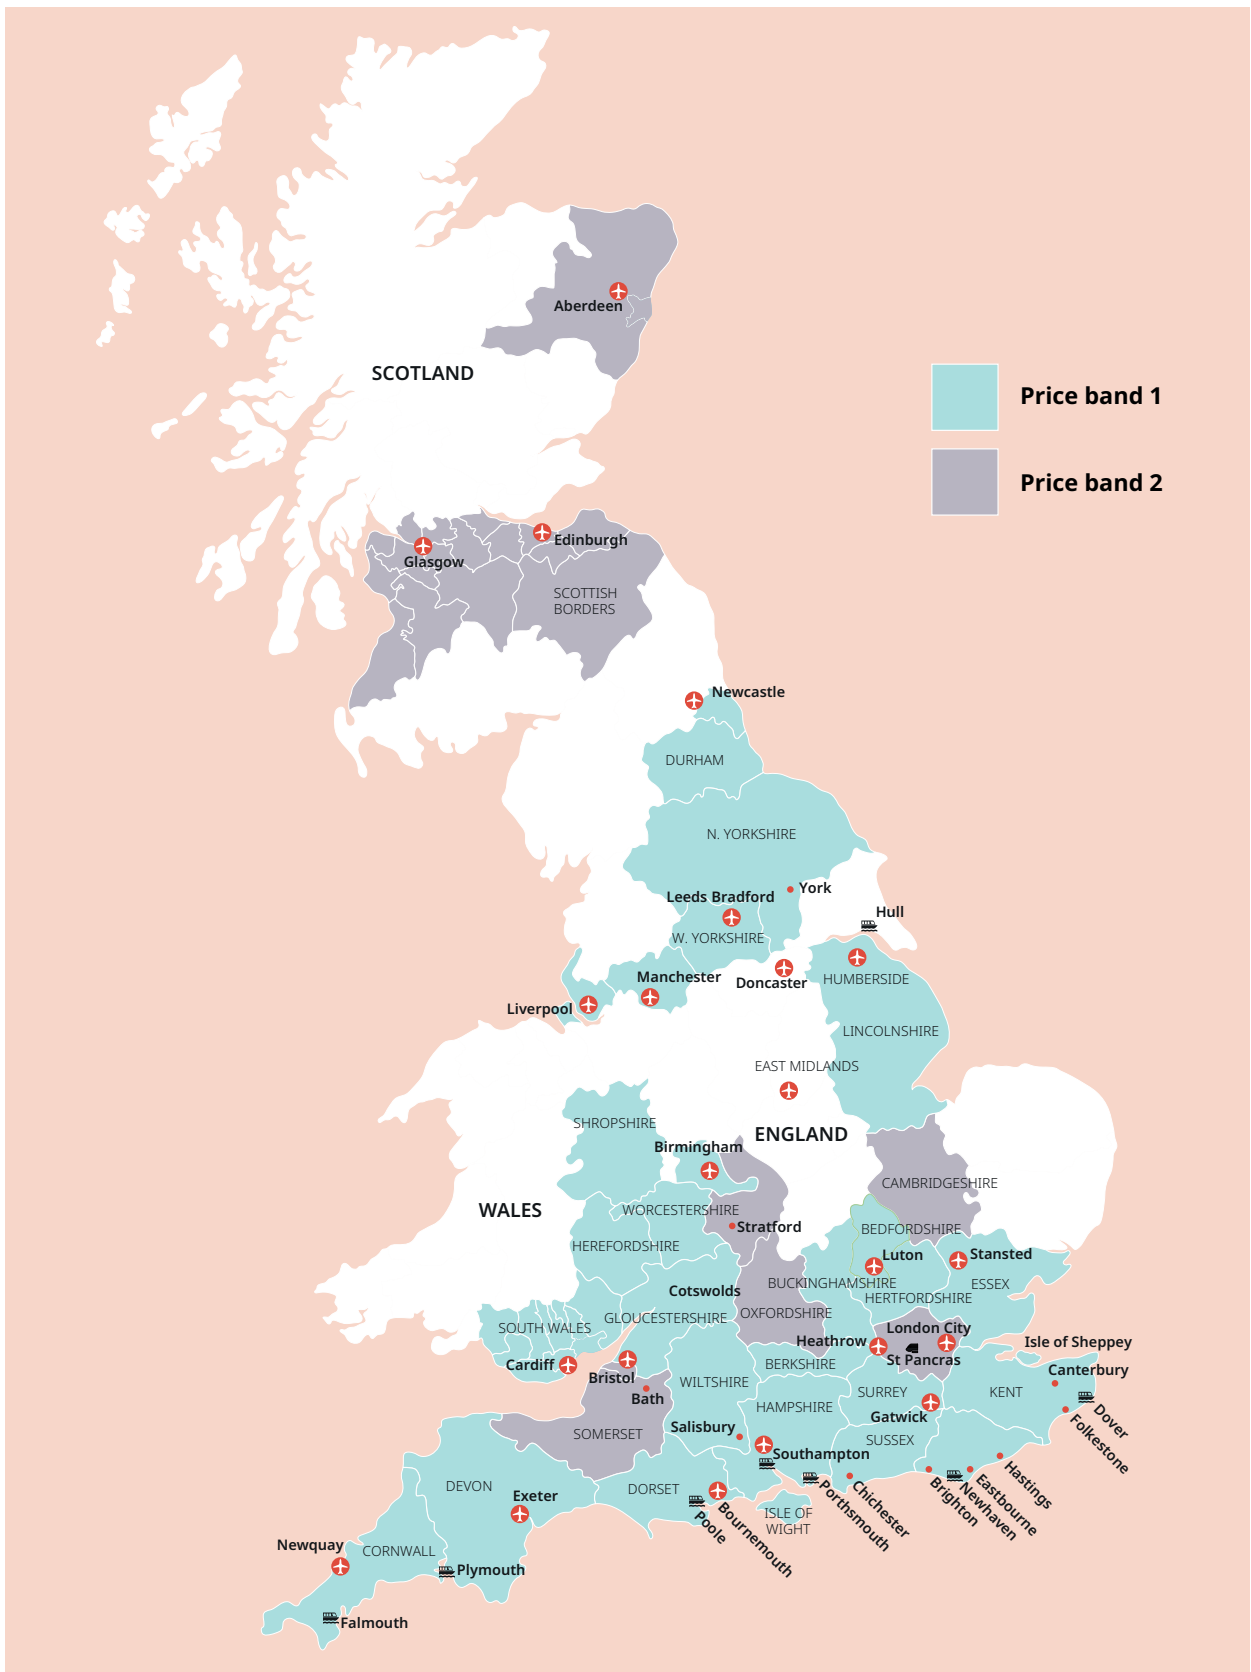 Aberdeen
SCOTLAND
Price band 1
Price band 2
Edinburgh
Glasgow
SCOTTISH
BORDERS
Newcastle
DURHAM
N. YORKSHIRE
York
Leeds Bradford
Hull
W. YORKSHIRE
Manchester
Doncaster
HUMBERSIDE
Liverpool
LINCOLNSHIRE
EAST MIDLANDS
SHROPSHIRE
ENGLAND
Birmingham
CAMBRIDGESHIRE
WALES
WORCESTERSHIRE
Stratford
BEDFORDSHIRE
HEREFORDSHIRE
Luton
Stansted
BUCKINGHAMSHIRE
ESSEX
Cotswolds
HERTFORDSHIRE
OXFORDSHIRE
GLOUCESTERSHIRE
SOUTH WALES
London City
Heathrow
Isle of Sheppey
St Pancras
Cardiff
BERKSHIRE
Canterbury
Bristol
WILTSHIRE
SURREY
KENT
Bath
HAMPSHIRE
Gatwick
Dover
Folkestone
Salisbury
SOMERSET
SUSSEX
Southampton
Hastings
DEVON
DORSET
Exeter
Porthsmouth
Chichester
Brighton
Newhaven
Eastbourne
Poole
Bournemouth
ISLE OF
WIGHT
Newquay
CORNWALL
Plymouth
Falmouth